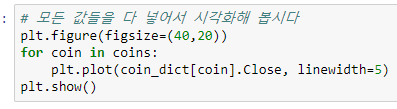 # 모든 값들을 다 넣어서 시각화해 봅시다
plt.figure(figsize=(40,20))
for coin in coins:
    plt.plot(coin_dict[coin].Close, linewidth=5)
plt.show()